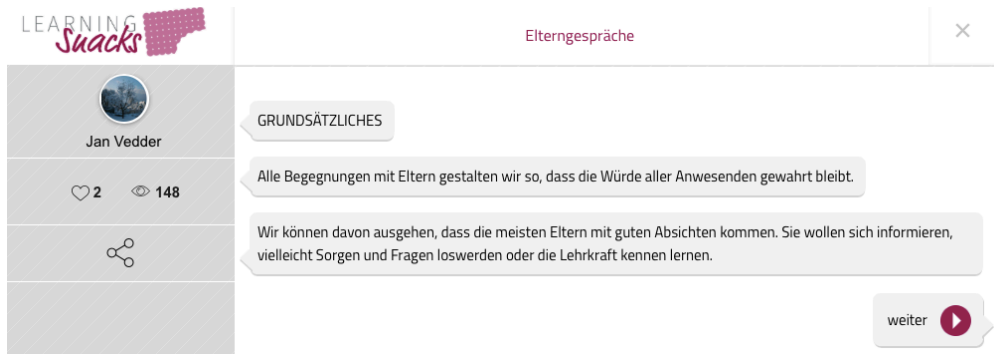 LEARNING
Snacks
Elterngespräche
Jan Vedder
2 148
GRUNDSÄTZLICHES
Alle Begegnungen mit Eltern gestalten wir so, dass die Würde aller Anwesenden gewahrt bleibt.
Wir können davon ausgehen, dass die meisten Eltern mit guten Absichten kommen. Sie wollen sich informieren,
vielleicht Sorgen und Fragen loswerden oder die Lehrkraft kennen lernen.
weiter